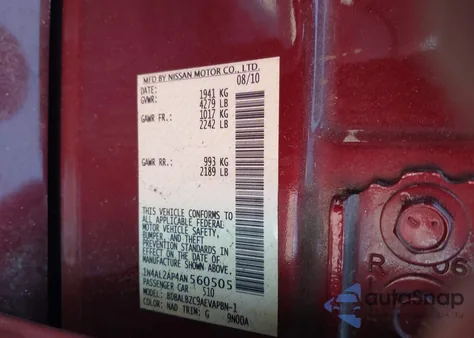 MFD BY NISSAN MOTOR CO., LTD.
DATE: 08/10
GVWR: 1941 KG
4279 LB
GAWR FR.: 1017 KG
2242 LB
GAWR RR.: 993 KG
2189 LB
THIS VEHICLE CONFORMS TO
ALL APPLICABLE FEDERAL
MOTOR VEHICLE SAFETY,
BUMPER, AND THEFT
PREVENTION STANDARDS IN
EFFECT ON THE DATE OF
MANUFACTURE SHOWN ABOVE.
1N4AL2AP4AN560505
PASSENGER CAR S10
MODEL: BDBALBZC9AEVAPBN-1
COLOR: NAD TRIM: G 9N00A
R 06
autoSnap